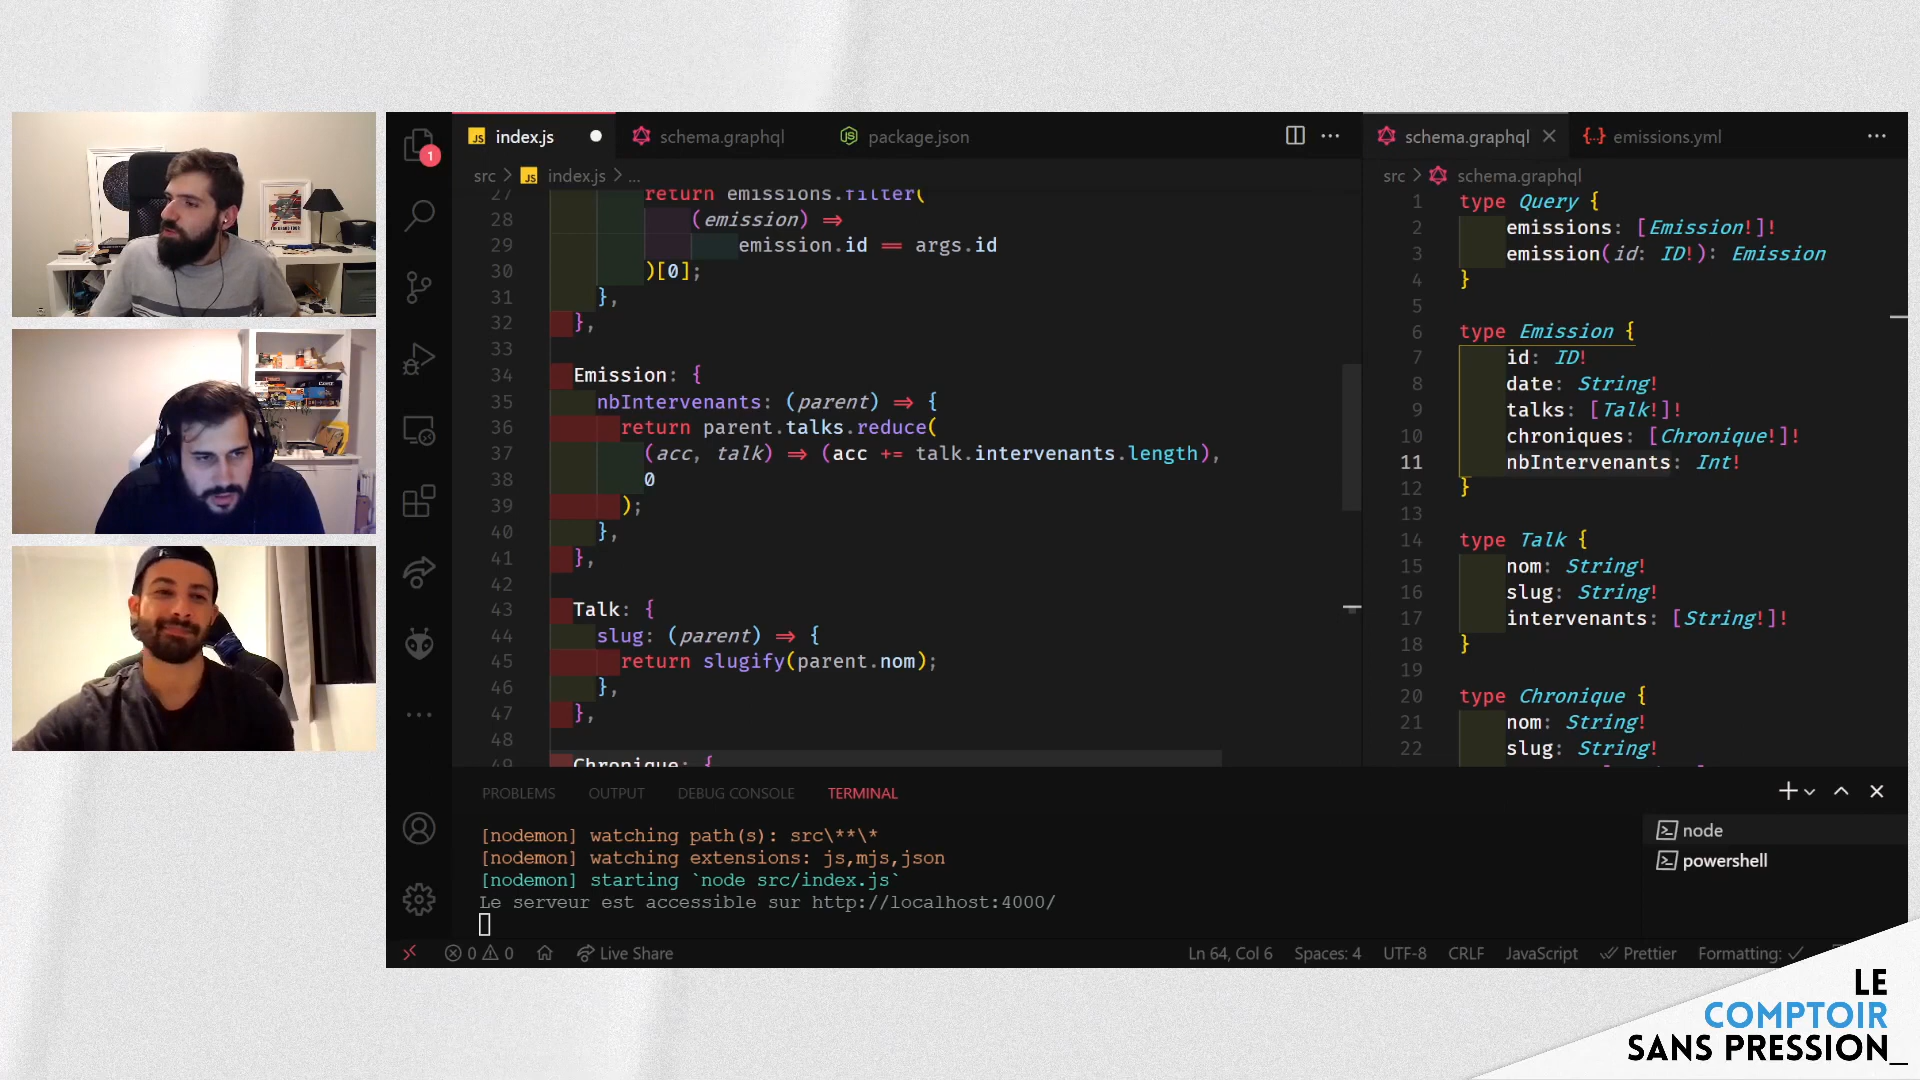 index.js
schema.graphql
package.json
src > index.js > ...
27 return emissions.filter(
28 (emission) =>
29 emission.id == args.id
30 )[0];
31 },
32 },
33
34 Emission: {
35 nbIntervenants: (parent) => {
36 return parent.talks.reduce(
37 (acc, talk) => (acc += talk.intervenants.length),
38 0
39 );
40 },
41 },
42
43 Talk: {
44 slug: (parent) => {
45 return slugify(parent.nom);
46 },
47 },
48
49 Chronique: {
schema.graphql
emissions.yml
src > schema.graphql
1 type Query {
2 emissions: [Emission!]!
3 emission(id: ID!): Emission
4 }
5
6 type Emission {
7 id: ID!
8 date: String!
9 talks: [Talk!]!
10 chroniques: [Chronique!]!
11 nbIntervenants: Int!
12 }
13
14 type Talk {
15 nom: String!
16 slug: String!
17 intervenants: [String!]!
18 }
19
20 type Chronique {
21 nom: String!
22 slug: String!
1
PROBLEMS OUTPUT DEBUG CONSOLE TERMINAL
[nodemon] watching path(s): src\**\*
[nodemon] watching extensions: js,mjs,json
[nodemon] starting `node src/index.js`
Le serveur est accessible sur http://localhost:4000/
node
powershell
0 0 Live Share
Ln 64, Col 6 Spaces: 4 UTF-8 CRLF JavaScript Prettier Formatting:
LE
COMPTOIR
SANS PRESSION_